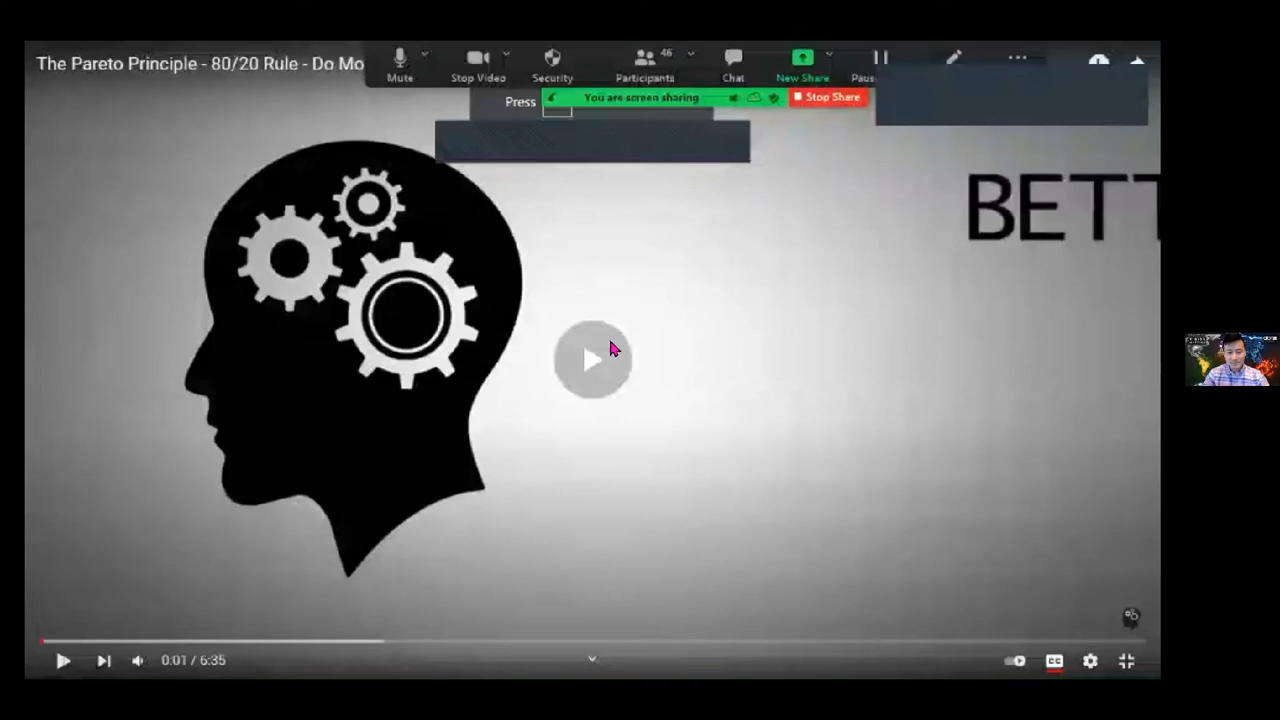 The Pareto Principle - 80/20 Rule - Do Mo
46
Mute
Stop Video
Security
Participants
Chat
New Share
Paus
Press
You are screen sharing
Stop Share
BETT
0:01 / 6:35
CC